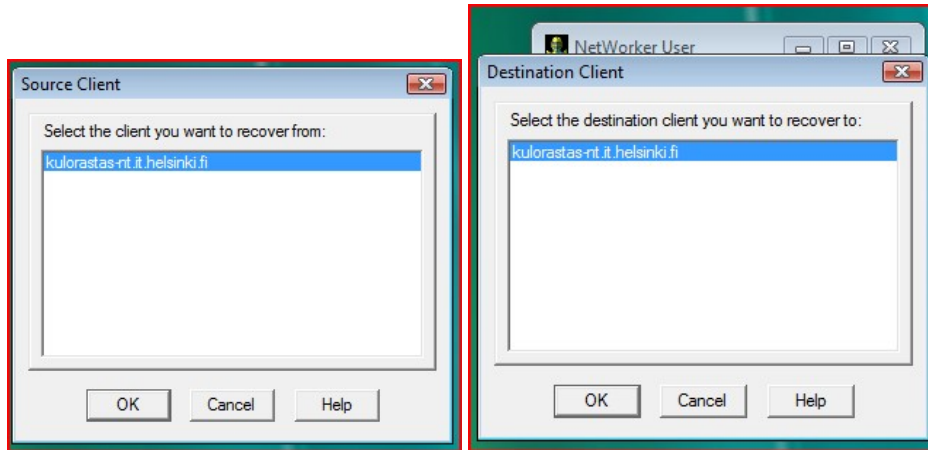 Source Client
Select the client you want to recover from:
kulorastas-nt.it.helsinki.fi
OK
Cancel
Help
NetWorker User
Destination Client
Select the destination client you want to recover to:
kulorastas-nt.it.helsinki.fi
OK
Cancel
Help